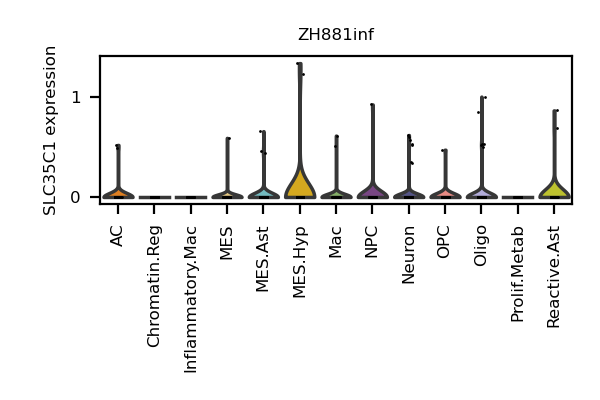 ZH881inf
SLC35C1 expression
1
0
AC
Chromatin.Reg
Inflammatory.Mac
MES
MES.Ast
MES.Hyp
Mac
NPC
Neuron
OPC
Oligo
Prolif.Metab
Reactive.Ast